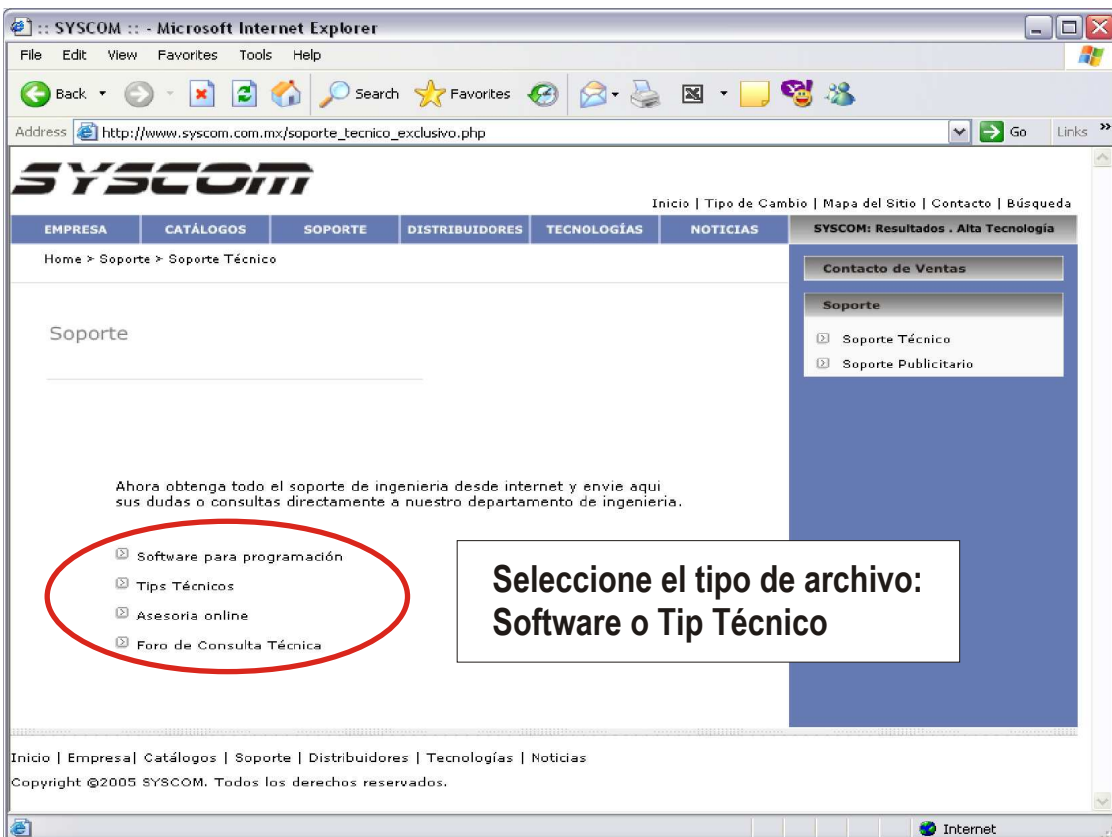 :: SYSCOM :: - Microsoft Internet Explorer
File Edit View Favorites Tools Help
Back Search Favorites
Address http://www.syscom.com.mx/soporte_tecnico_exclusivo.php Go Links »
SYSCOM
Inicio | Tipo de Cambio | Mapa del Sitio | Contacto | Búsqueda
EMPRESA CATÁLOGOS SOPORTE DISTRIBUIDORES TECNOLOGÍAS NOTICIAS SYSCOM: Resultados . Alta Tecnología
Home > Soporte > Soporte Técnico
Contacto de Ventas
Soporte
Soporte Técnico
Soporte Publicitario
Soporte
Ahora obtenga todo el soporte de ingenieria desde internet y envie aqui
sus dudas o consultas directamente a nuestro departamento de ingenieria.
Software para programación
Tips Técnicos
Asesoria online
Foro de Consulta Técnica
Seleccione el tipo de archivo:
Software o Tip Técnico
Inicio | Empresa| Catálogos | Soporte | Distribuidores | Tecnologías | Noticias
Copyright @2005 SYSCOM. Todos los derechos reservados.
Internet